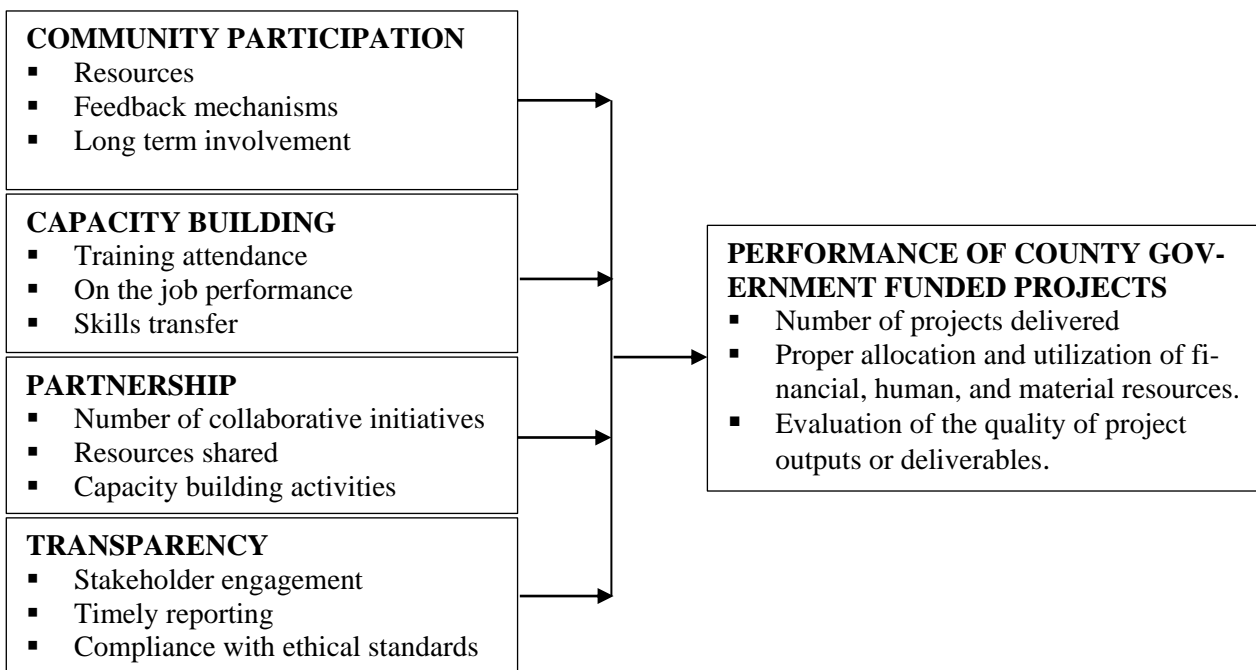 COMMUNITY PARTICIPATION
▪ Resources
▪ Feedback mechanisms
▪ Long term involvement
CAPACITY BUILDING
▪ Training attendance
▪ On the job performance
▪ Skills transfer
PARTNERSHIP
▪ Number of collaborative initiatives
▪ Resources shared
▪ Capacity building activities
TRANSPARENCY
▪ Stakeholder engagement
▪ Timely reporting
▪ Compliance with ethical standards
PERFORMANCE OF COUNTY GOV-
ERNMENT FUNDED PROJECTS
▪ Number of projects delivered
▪ Proper allocation and utilization of fi-
nancial, human, and material resources.
▪ Evaluation of the quality of project
outputs or deliverables.